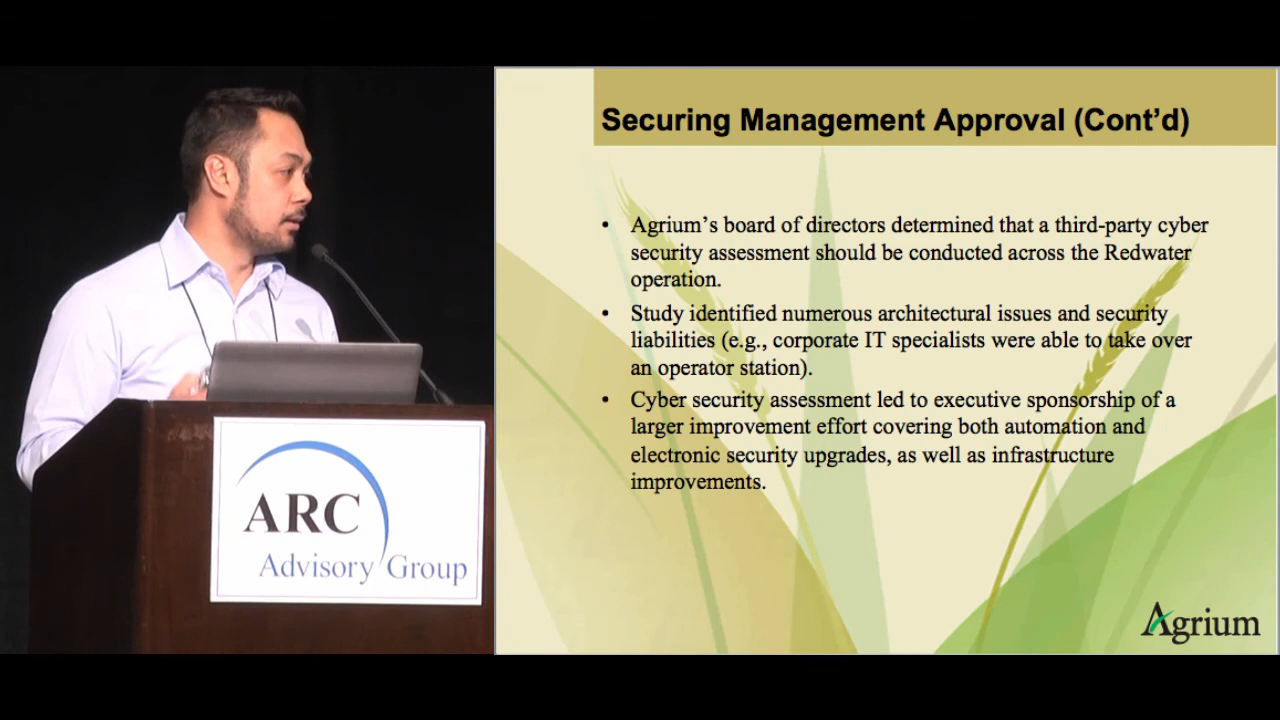 Securing Management Approval (Cont’d)
• Agrium’s board of directors determined that a third-party cyber
security assessment should be conducted across the Redwater
operation.
• Study identified numerous architectural issues and security
liabilities (e.g., corporate IT specialists were able to take over
an operator station).
• Cyber security assessment led to executive sponsorship of a
larger improvement effort covering both automation and
electronic security upgrades, as well as infrastructure
improvements.
Agrium
ARC
Advisory Group